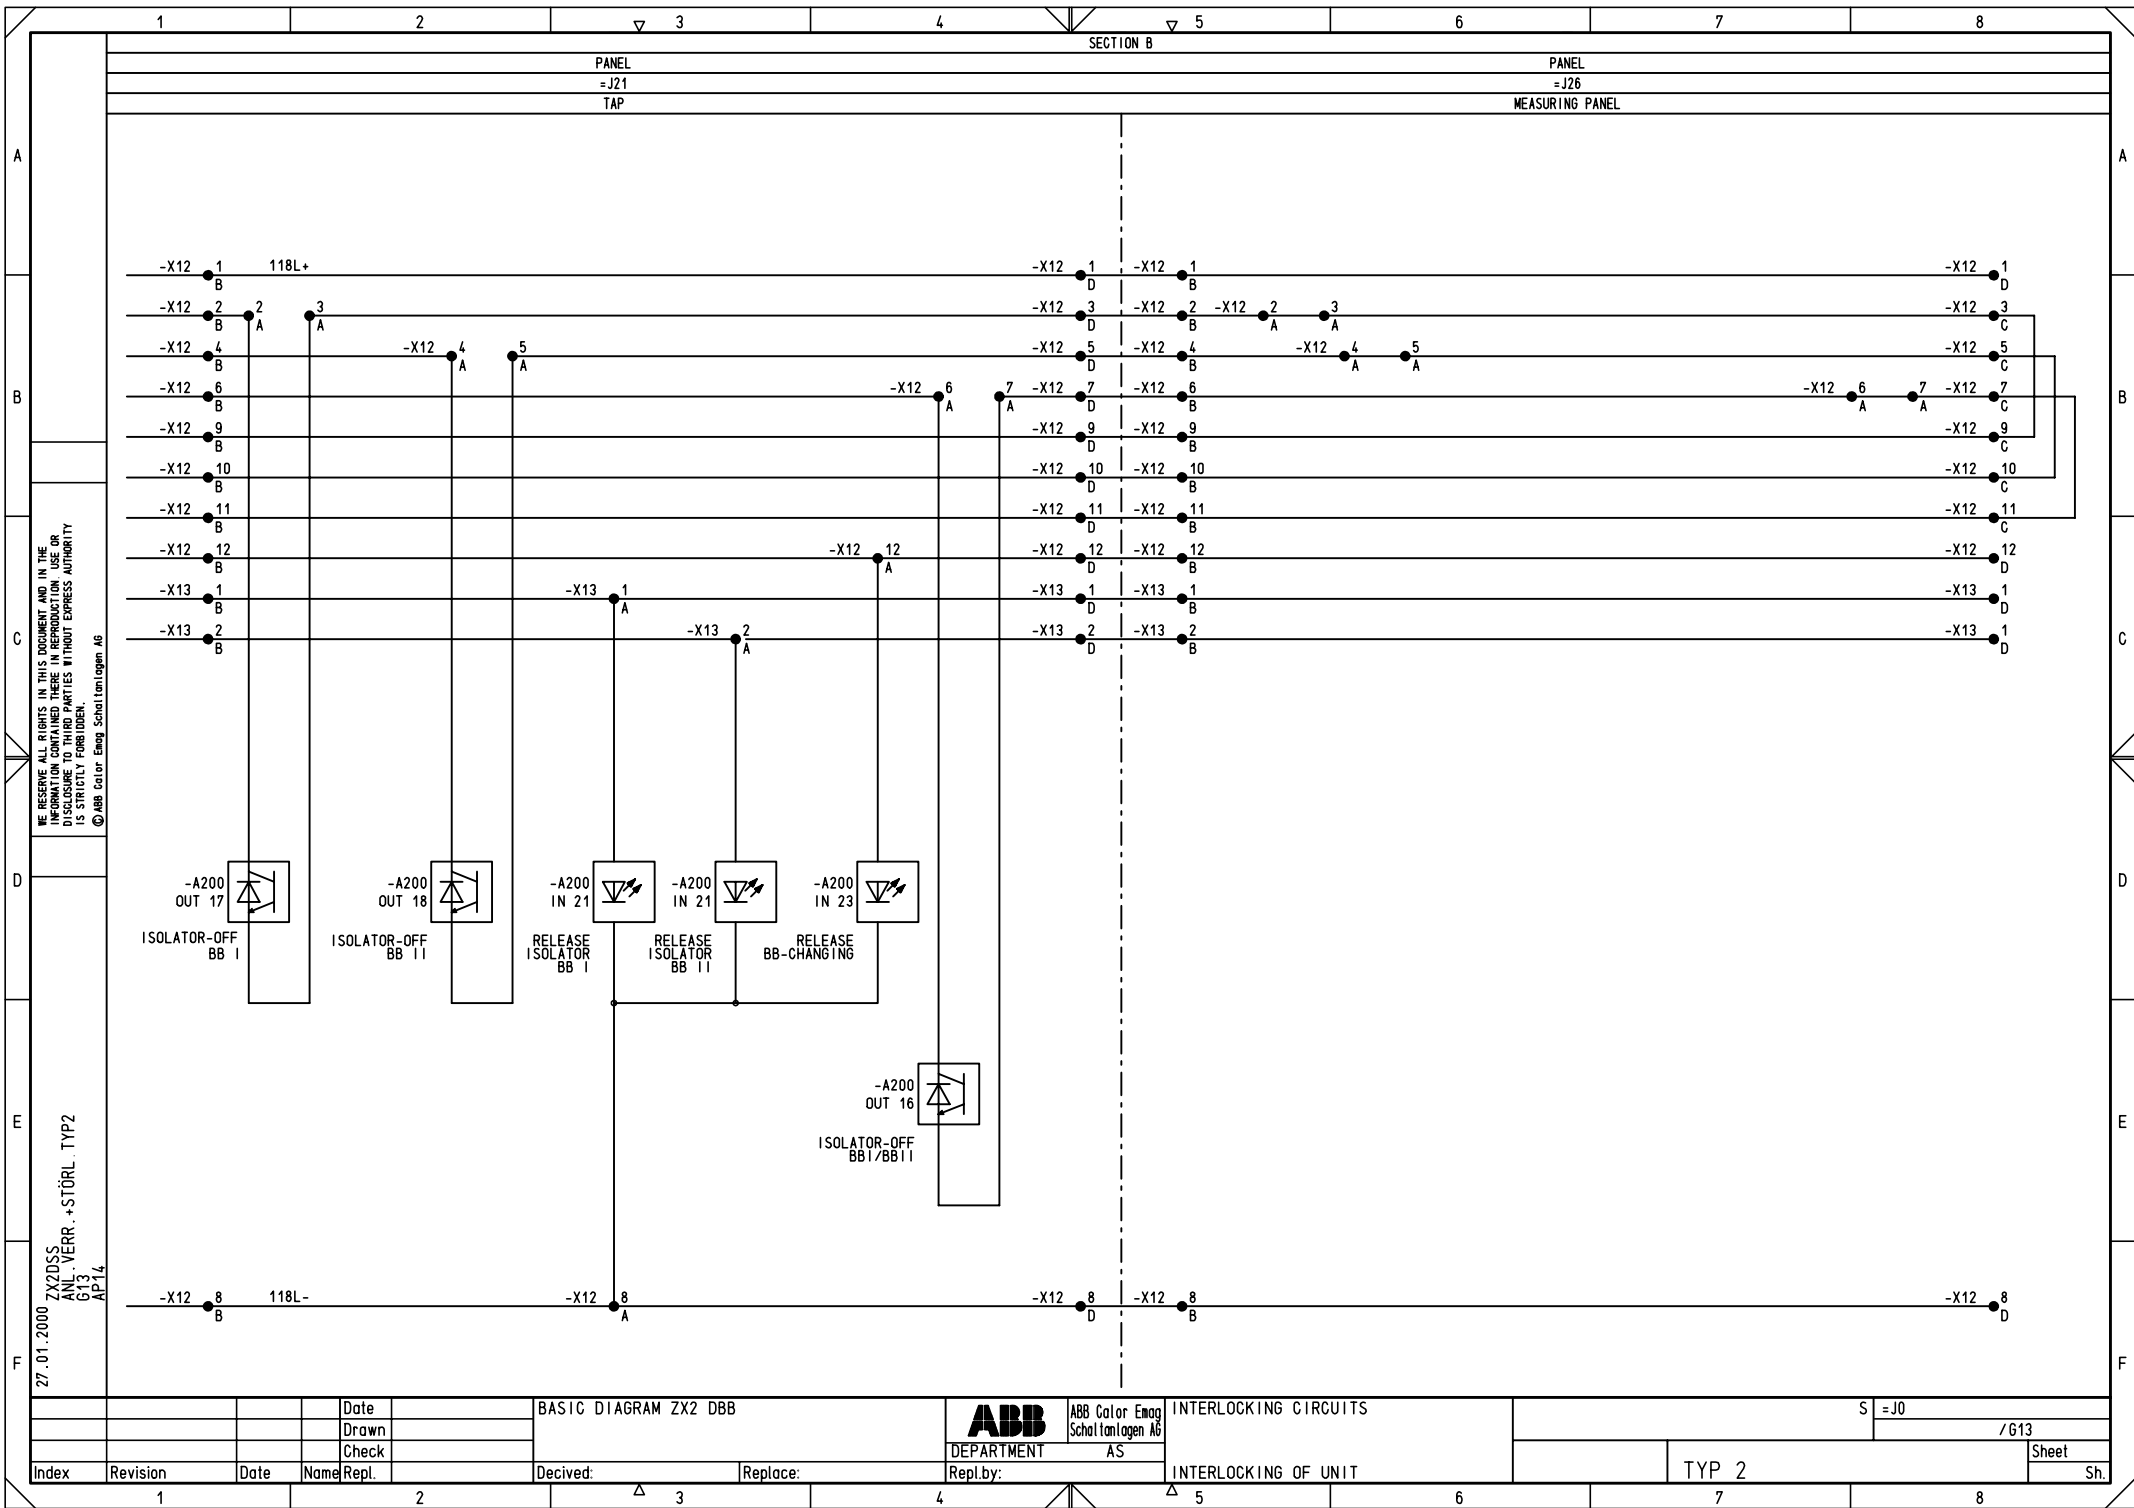 1 2 3 4 5 6 7 8
SECTION B
PANEL PANEL
=J21 =J26
TAP MEASURING PANEL
A A
-X12 1 B 118L+ -X12 1 D -X12 1 B -X12 1 D
-X12 2 B 2 A 3 A -X12 3 D -X12 2 B -X12 2 A 3 A -X12 3 C
-X12 4 B -X12 4 A 5 A -X12 5 D -X12 4 B -X12 4 A 5 A -X12 5 C
B -X12 6 B -X12 6 A 7 A -X12 7 D -X12 6 B -X12 6 A 7 A -X12 7 C B
-X12 9 B -X12 9 D -X12 9 B -X12 9 C
-X12 10 B -X12 10 D -X12 10 B -X12 10 C
-X12 11 B -X12 11 D -X12 11 B -X12 11 C
-X12 12 B -X12 12 A -X12 12 D -X12 12 B -X12 12 D
-X13 1 B -X13 1 A -X13 1 D -X13 1 B -X13 1 D
C -X13 2 B -X13 2 A -X13 2 D -X13 2 B -X13 1 D C
WE RESERVE ALL RIGHTS IN THIS DOCUMENT AND IN THE
INFORMATION CONTAINED THERE IN REPRODUCTION. USE OR
DISCLOSURE TO THIRD PARTIES WITHOUT EXPRESS AUTHORITY
IS STRICTLY FORBIDDEN.
© ABB Calor Emag Schaltanlagen AG
D D
-A200
OUT 17
ISOLATOR-OFF
BB I
-A200
OUT 18
ISOLATOR-OFF
BB II
-A200
IN 21
RELEASE
ISOLATOR
BB I
-A200
IN 21
RELEASE
ISOLATOR
BB II
-A200
IN 23
RELEASE
BB-CHANGING
E E
-A200
OUT 16
ISOLATOR-OFF
BBI/BBII
27.01.2000
ZX2DSS
ANL.VERR.+STÖRL.TYP2
G13
AP14
-X12 8 B 118L- -X12 8 A -X12 8 D -X12 8 B -X12 8 D
F F
Date
Drawn
Check
Index Revision Date Name Repl.
BASIC DIAGRAM ZX2 DBB
Decived: Replace:
ABB
ABB Calor Emag
Schaltanlagen AG
DEPARTMENT AS
Repl.by:
INTERLOCKING CIRCUITS
INTERLOCKING OF UNIT
TYP 2
S =J0
/G13
Sheet
Sh.
1 2 3 4 5 6 7 8